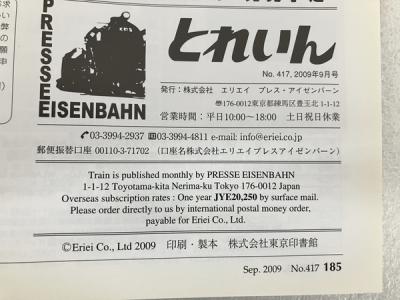 PRESSE
EISENBAHN
とれいん
No. 417, 2009年9月号
発行：株式会社 エリエイ プレス・アイゼンバーン
〒176-0012東京都練馬区豊玉北1-1-12
営業時間：平日10:00〜18:00 土日祝日休業
03-3994-2937 03-3994-4811 e-mail: info@eriei.co.jp
郵便振替口座 00110-3-71702 (口座名株式会社エリエイプレスアイゼンバーン)
Train is published monthly by PRESSE EISENBAHN
1-1-12 Toyotama-kita Nerima-ku Tokyo 176-0012 Japan
Overseas subscription rates : One year JYE20,250 by surface mail.
Please order directly to us by international postal money order,
payable for Eriei Co., Ltd.
©Eriei Co., Ltd 2009 印刷・製本 株式会社東京印書館
Sep. 2009 No.417 185